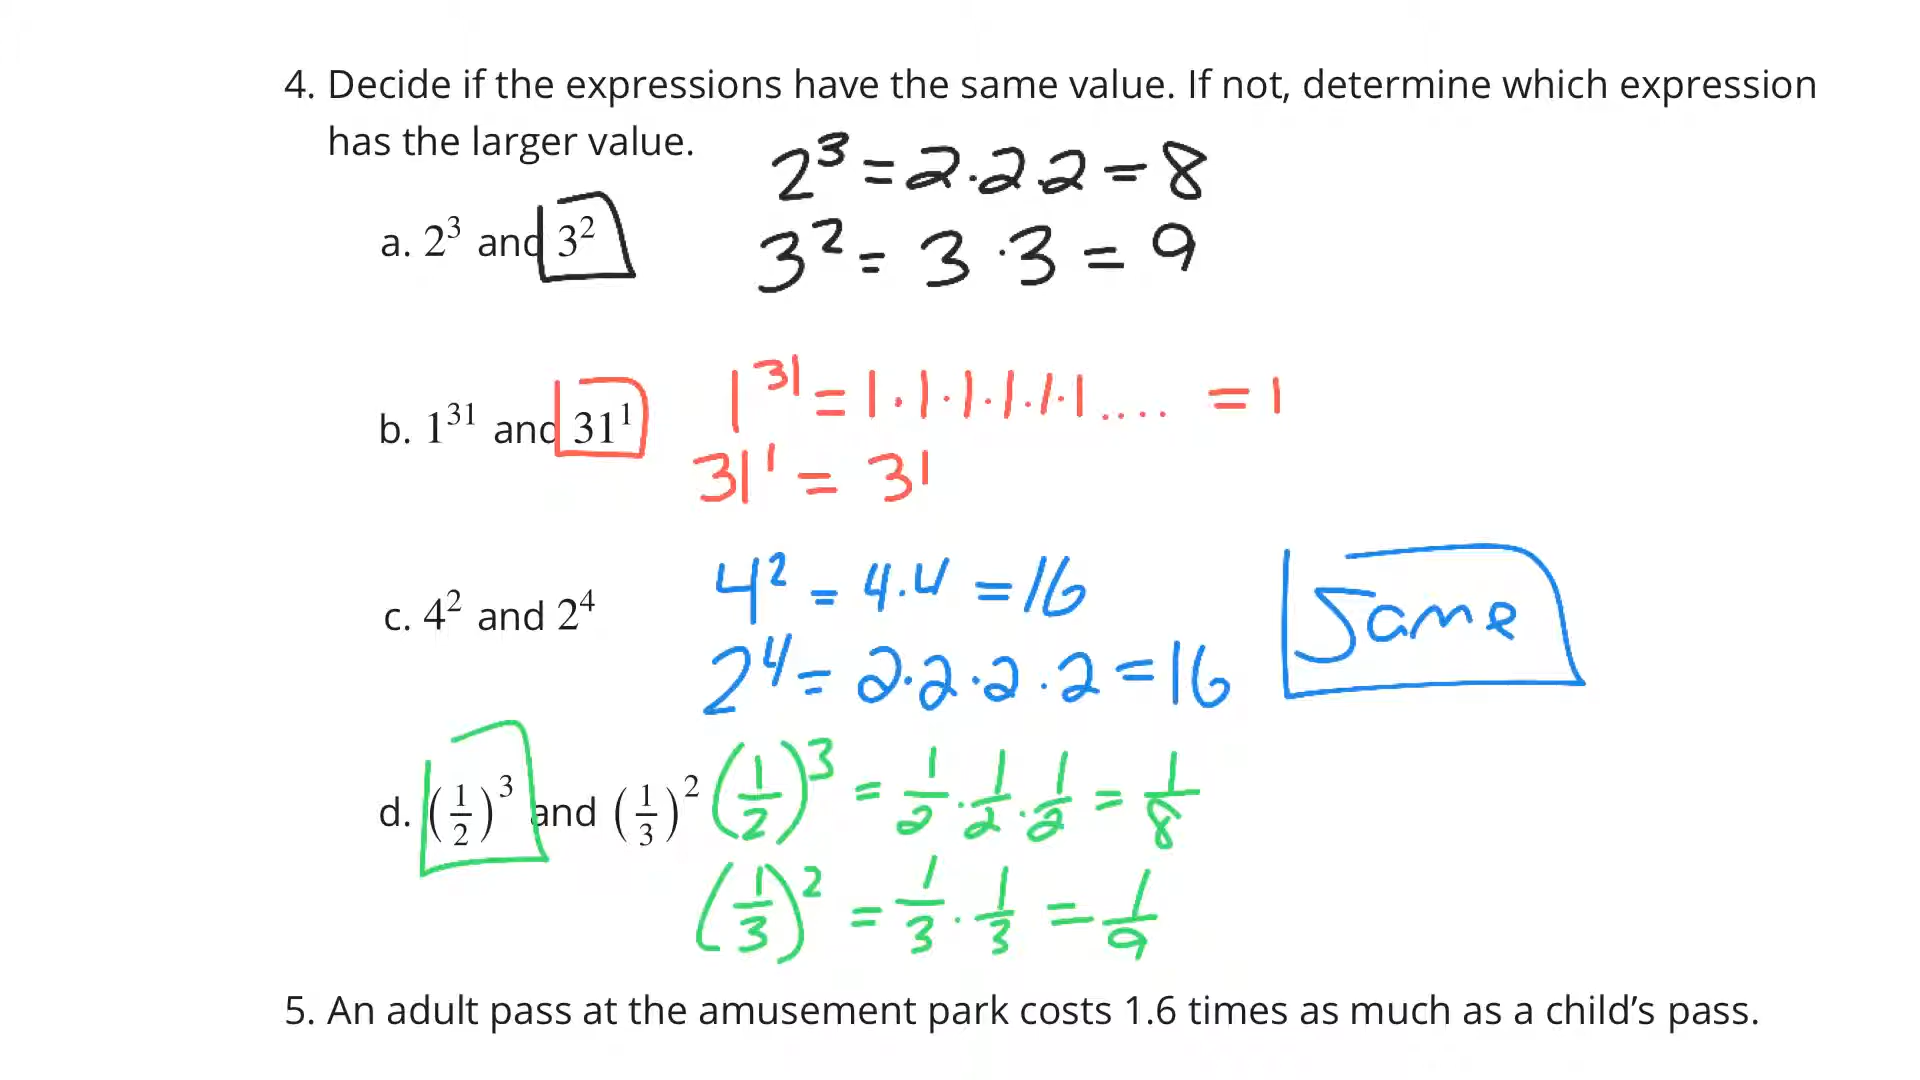 4. Decide if the expressions have the same value. If not, determine which expression
has the larger value.
2³ = 2·2·2 = 8
a. 2³ and 3²
3² = 3·3 = 9
1³¹ = 1·1·1·1·1·1.... = 1
b. 1³¹ and 31¹
31¹ = 31
4² = 4·4 = 16
c. 4² and 2⁴
Same
2⁴ = 2·2·2·2 = 16
d. (1/2)³ and (1/3)²
(1/2)³ = 1/2·1/2·1/2 = 1/8
(1/3)² = 1/3·1/3 = 1/9
5. An adult pass at the amusement park costs 1.6 times as much as a child’s pass.